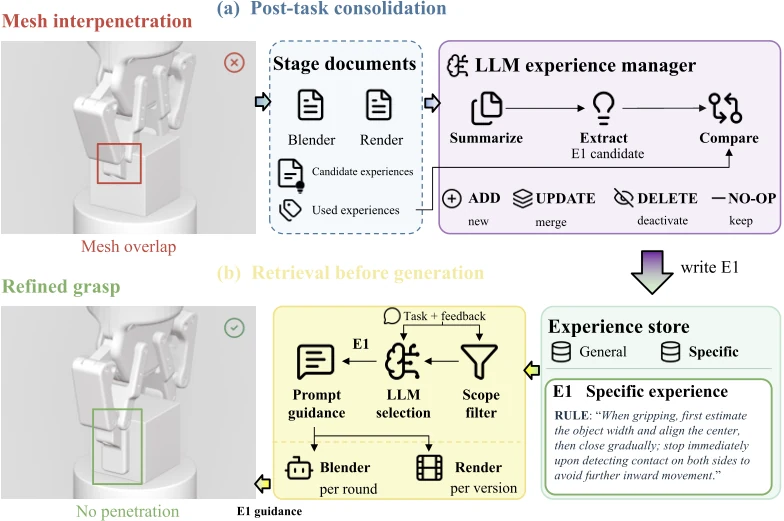 (a) Post-task consolidation
Mesh interpenetration
Mesh overlap
Stage documents
Blender
Render
Candidate experiences
Used experiences
LLM experience manager
Summarize
Extract
E1 candidate
Compare
ADD
new
UPDATE
merge
DELETE
deactivate
NO-OP
keep
write E1
(b) Retrieval before generation
Refined grasp
No penetration
Task + feedback
E1
Prompt
guidance
LLM
selection
Scope
filter
Blender
per round
Render
per version
E1 guidance
Experience store
General
Specific
E1 Specific experience
RULE: “When gripping, first estimate
the object width and align the center,
then close gradually; stop immediately
upon detecting contact on both sides to
avoid further inward movement.”